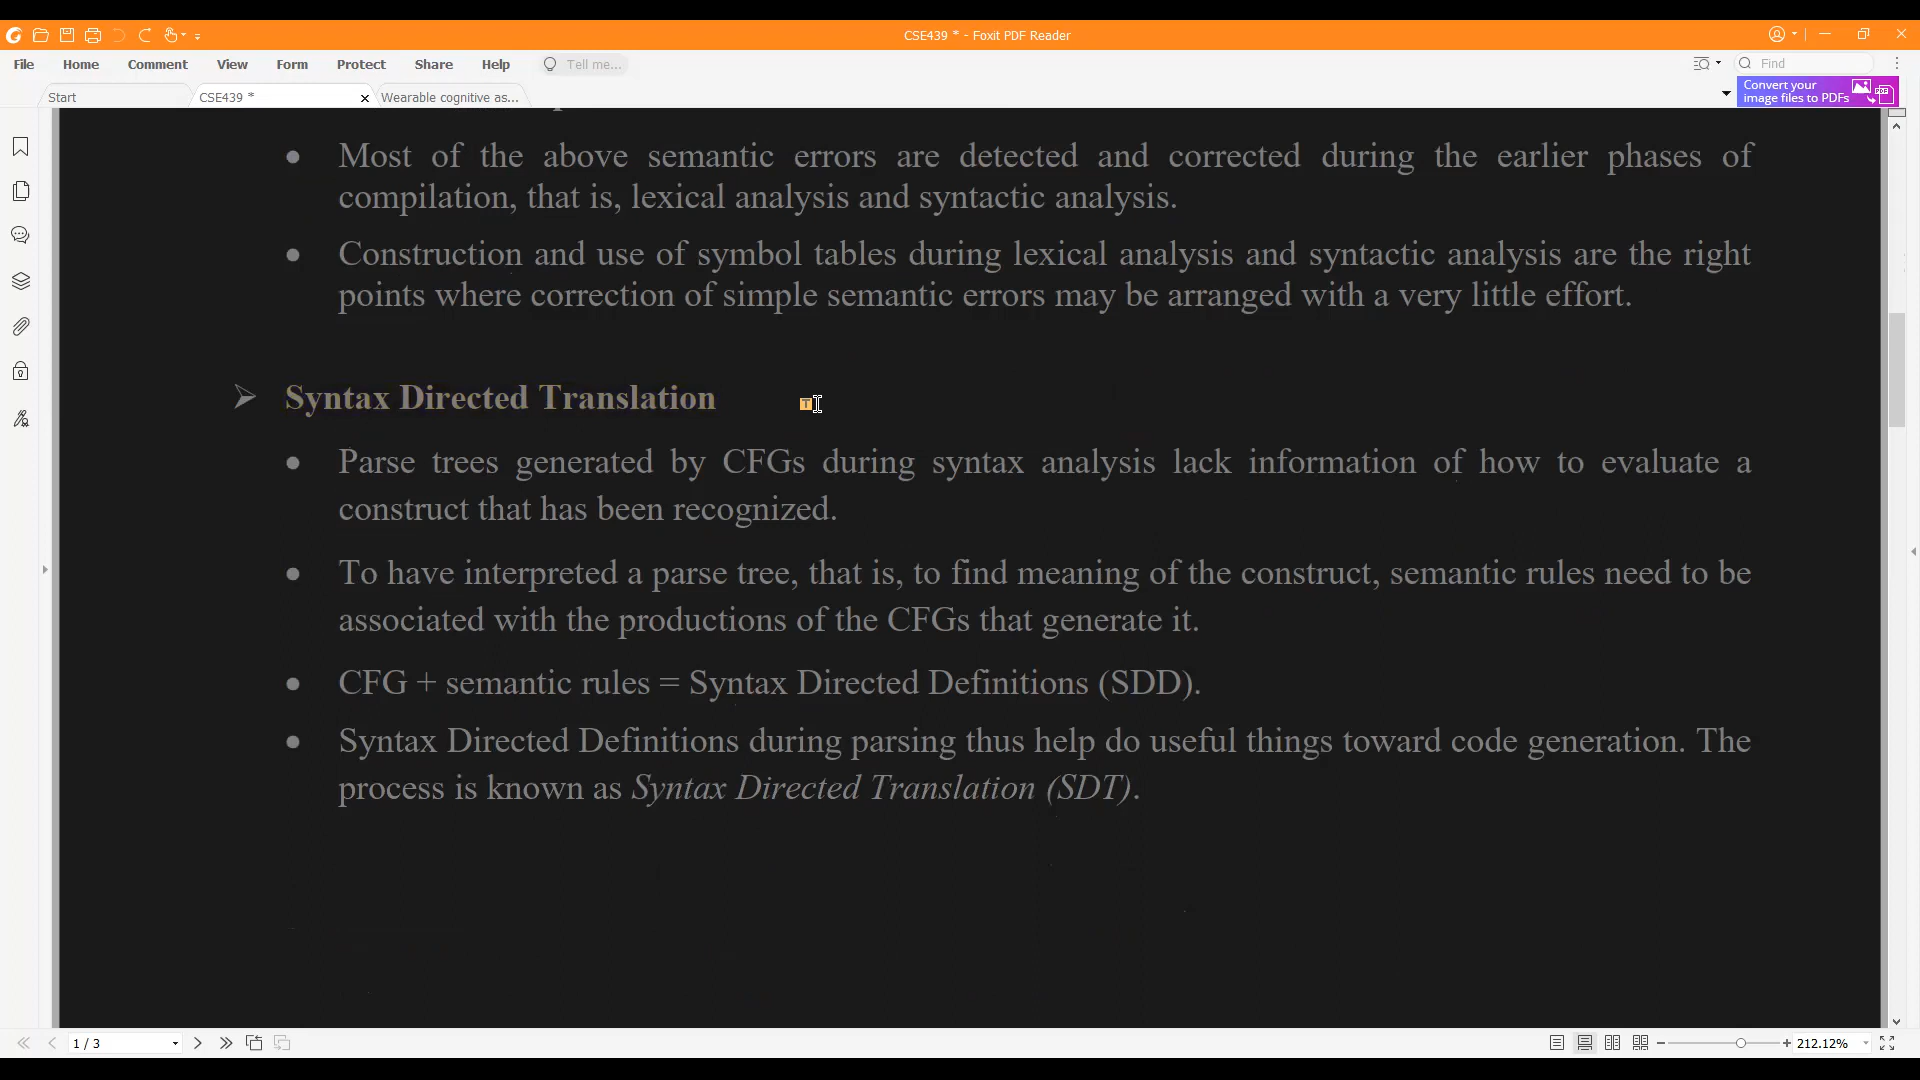 CSE439 * - Foxit PDF Reader
File Home Comment View Form Protect Share Help Tell me... Find
Start CSE439 * Wearable cognitive as... Convert your
image files to PDFs
• Most of the above semantic errors are detected and corrected during the earlier phases of
compilation, that is, lexical analysis and syntactic analysis.
• Construction and use of symbol tables during lexical analysis and syntactic analysis are the right
points where correction of simple semantic errors may be arranged with a very little effort.
➢ Syntax Directed Translation
• Parse trees generated by CFGs during syntax analysis lack information of how to evaluate a
construct that has been recognized.
• To have interpreted a parse tree, that is, to find meaning of the construct, semantic rules need to be
associated with the productions of the CFGs that generate it.
• CFG + semantic rules = Syntax Directed Definitions (SDD).
• Syntax Directed Definitions during parsing thus help do useful things toward code generation. The
process is known as Syntax Directed Translation (SDT).
1 / 3 212.12%